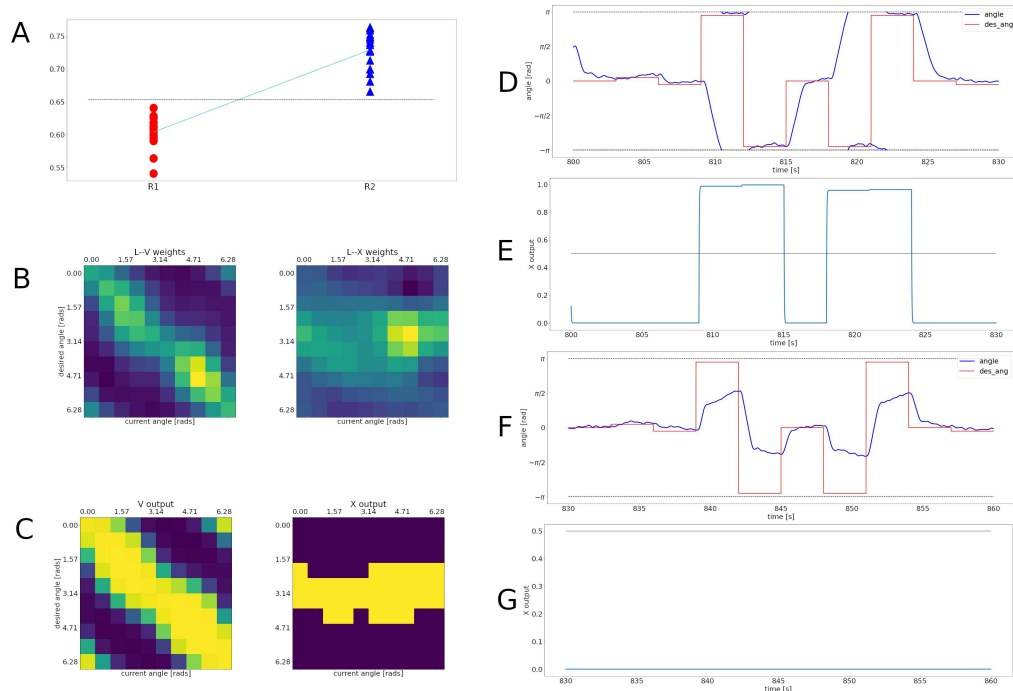 A
0.75
0.70
0.65
0.60
0.55
R1 R2
B
L--V weights
0.00 1.57 3.14 4.71 6.28
desired angle [rads]
0.00
1.57
3.14
4.71
6.28
current angle [rads]
L--X weights
0.00 1.57 3.14 4.71 6.28
0.00
1.57
3.14
4.71
6.28
current angle [rads]
C
V output
0.00 1.57 3.14 4.71 6.28
desired angle [rads]
0.00
1.57
3.14
4.71
6.28
current angle [rads]
X output
0.00 1.57 3.14 4.71 6.28
0.00
1.57
3.14
4.71
6.28
current angle [rads]
D
angle [rad]
π
π/2
0
−π/2
−π
angle
des_ang
800 805 810 815 820 825 830
time [s]
E
X output
1.0
0.8
0.6
0.4
0.2
0.0
800 805 810 815 820 825 830
time [s]
F
angle [rad]
π
π/2
0
−π/2
−π
angle
des_ang
830 835 840 845 850 855 860
time [s]
G
X output
0.5
0.4
0.3
0.2
0.1
0.0
830 835 840 845 850 855 860
time [s]